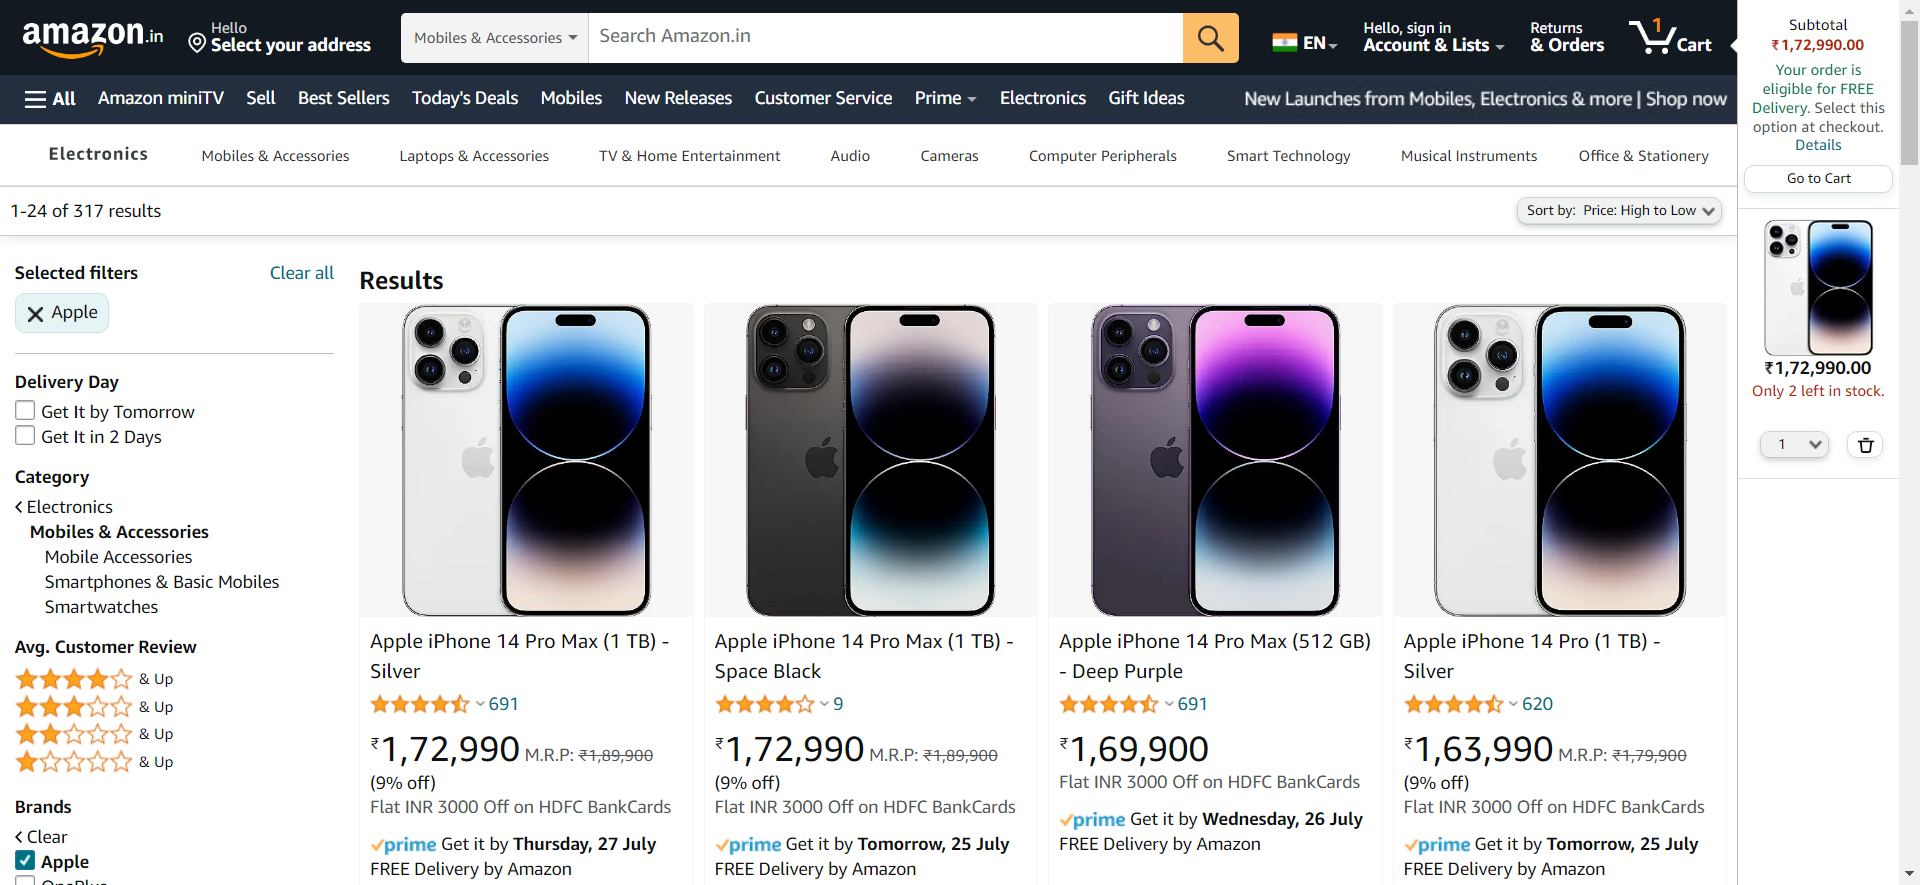 amazon.in
Hello
Select your address
Mobiles & Accessories
Search Amazon.in
EN
Hello, sign in
Account & Lists
Returns
& Orders
1
Cart
All
Amazon miniTV
Sell
Best Sellers
Today's Deals
Mobiles
New Releases
Customer Service
Prime
Electronics
Gift Ideas
New Launches from Mobiles, Electronics & more | Shop now
Electronics
Mobiles & Accessories
Laptops & Accessories
TV & Home Entertainment
Audio
Cameras
Computer Peripherals
Smart Technology
Musical Instruments
Office & Stationery
1-24 of 317 results
Sort by: Price: High to Low
Selected filters
Clear all
Apple
Delivery Day
Get It by Tomorrow
Get It in 2 Days
Category
Electronics
Mobiles & Accessories
Mobile Accessories
Smartphones & Basic Mobiles
Smartwatches
Avg. Customer Review
& Up
& Up
& Up
& Up
Brands
Clear
Apple
OnePlus
Results
Apple iPhone 14 Pro Max (1 TB) -
Silver
691
₹1,72,990 M.R.P: ₹1,89,900
(9% off)
Flat INR 3000 Off on HDFC BankCards
prime Get it by Thursday, 27 July
FREE Delivery by Amazon
Apple iPhone 14 Pro Max (1 TB) -
Space Black
9
₹1,72,990 M.R.P: ₹1,89,900
(9% off)
Flat INR 3000 Off on HDFC BankCards
prime Get it by Tomorrow, 25 July
FREE Delivery by Amazon
Apple iPhone 14 Pro Max (512 GB)
- Deep Purple
691
₹1,69,900
Flat INR 3000 Off on HDFC BankCards
prime Get it by Wednesday, 26 July
FREE Delivery by Amazon
Apple iPhone 14 Pro (1 TB) -
Silver
620
₹1,63,990 M.R.P: ₹1,79,900
(9% off)
Flat INR 3000 Off on HDFC BankCards
prime Get it by Tomorrow, 25 July
FREE Delivery by Amazon
Subtotal
₹1,72,990.00
Your order is
eligible for FREE
Delivery. Select this
option at checkout.
Details
Go to Cart
₹1,72,990.00
Only 2 left in stock.
1